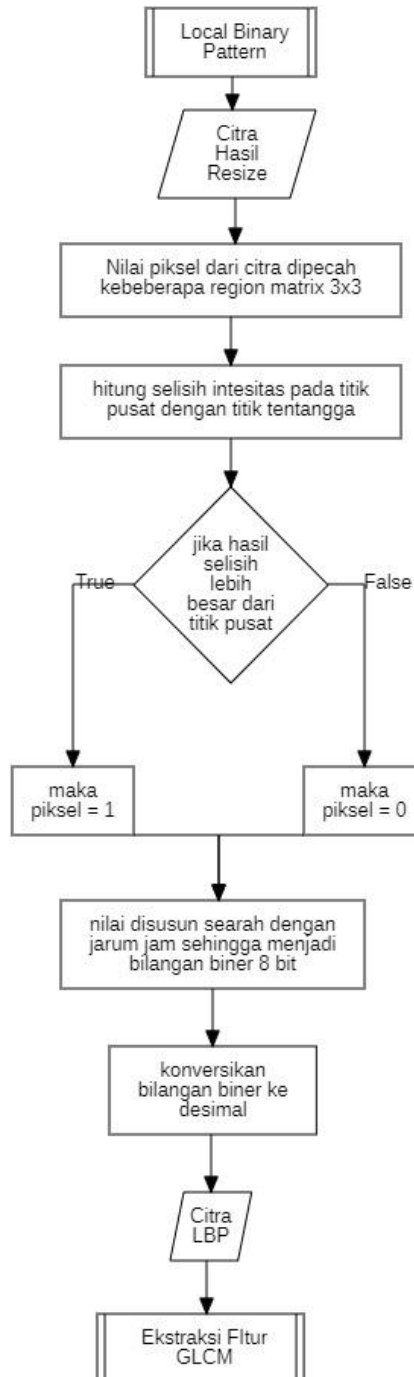 Local Binary
Pattern
Citra
Hasil
Resize
Nilai piksel dari citra dipecah
kebeberapa region matrix 3x3
hitung selisih intesitas pada titik
pusat dengan titik tentangga
jika hasil
selisih
lebih
besar dari
titik pusat
True
False
maka
piksel = 1
maka
piksel = 0
nilai disusun searah dengan
jarum jam sehingga menjadi
bilangan biner 8 bit
konversikan
bilangan biner ke
desimal
Citra
LBP
Ekstraksi FItur
GLCM